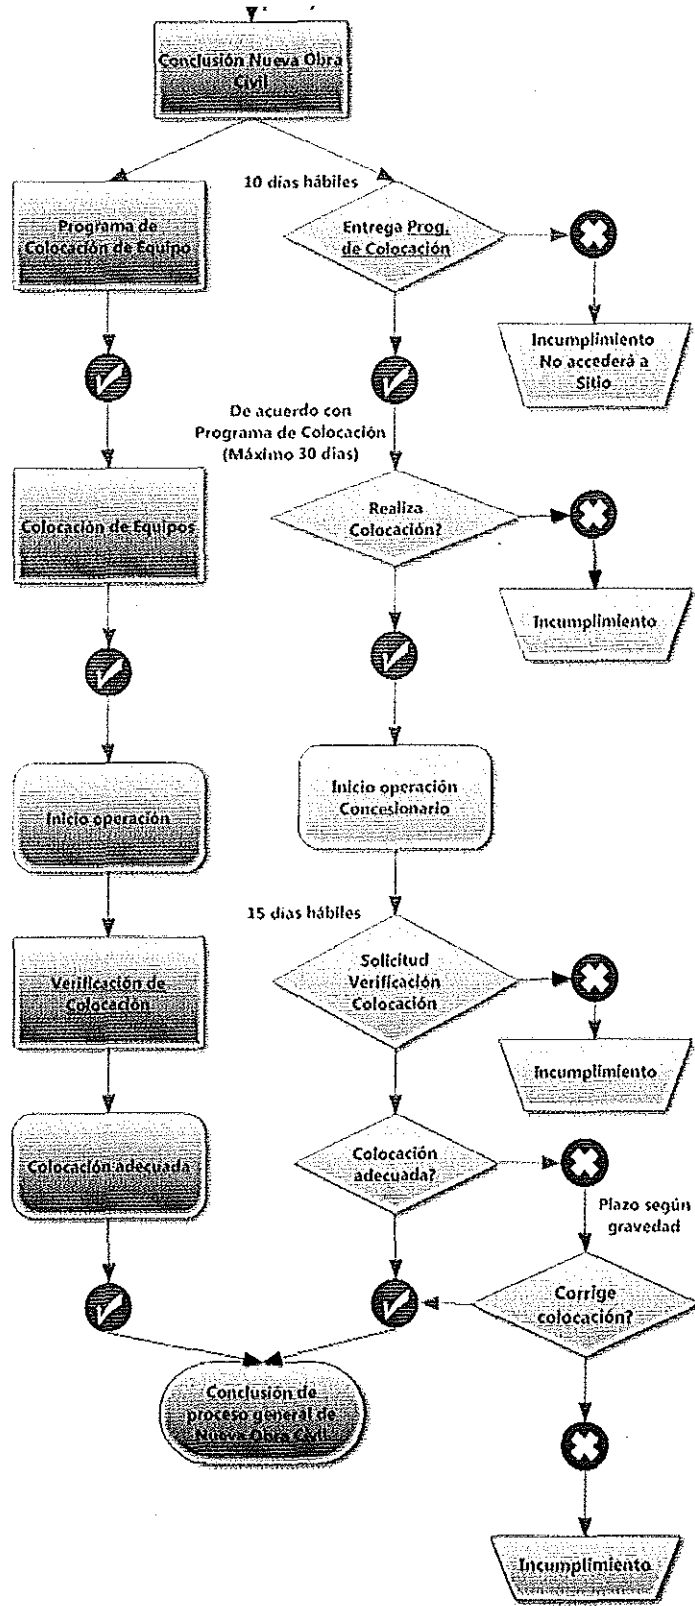 Conclusión Nueva Obra
Civil
10 días hábiles
Programa de
Colocación de Equipo
Entrega Prog.
de Colocación
Incumplimiento
No accederá a
Sitio
De acuerdo con
Programa de Colocación
(Máximo 30 días)
Colocación de Equipos
Realiza
Colocación?
Incumplimiento
Inicio operación
Inicio operación
Concesionario
15 días hábiles
Verificación de
Colocación
Solicitud
Verificación
Colocación
Incumplimiento
Colocación adecuada
Colocación
adecuada?
Plazo según
gravedad
Corrige
colocación?
Conclusión de
proceso general de
Nueva Obra Civil
Incumplimiento